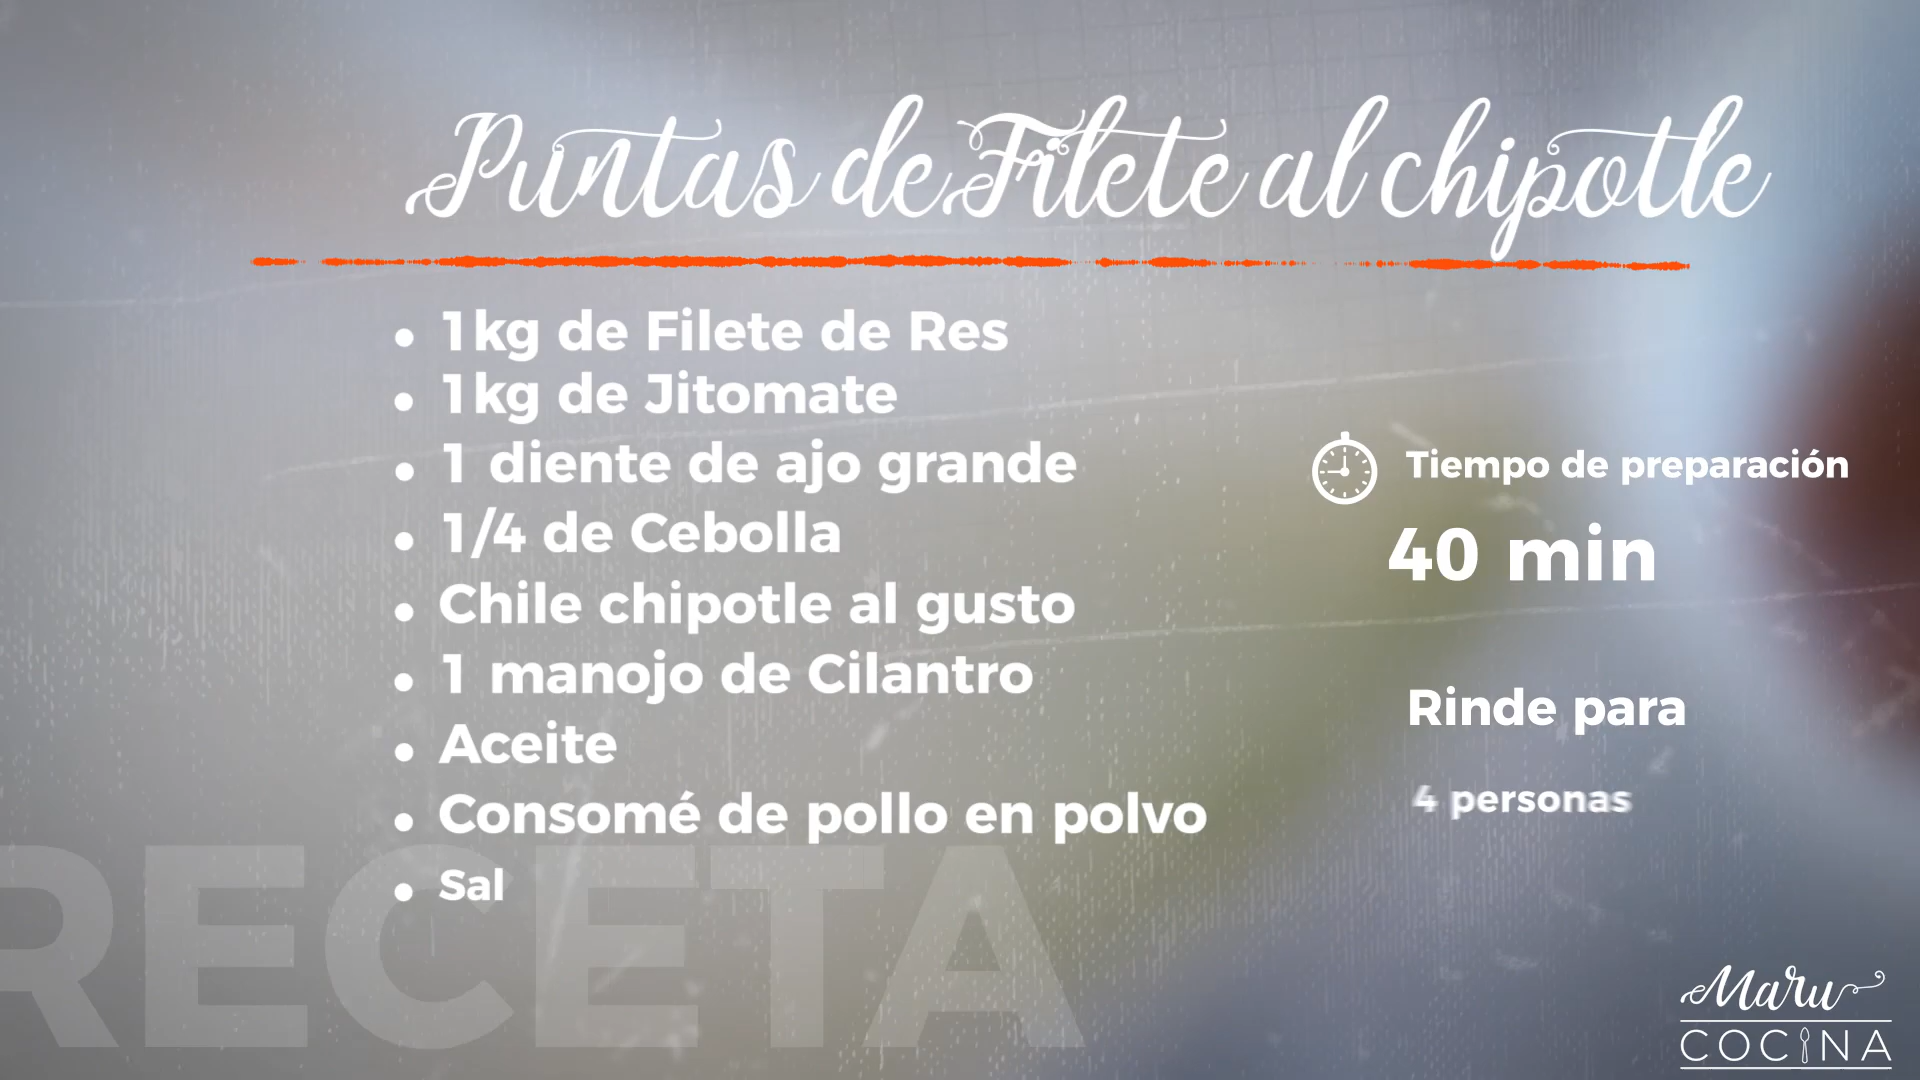 Puntas de Filete al chipotle
1kg de Filete de Res
1kg de Jitomate
1 diente de ajo grande
1/4 de Cebolla
Chile chipotle al gusto
1 manojo de Cilantro
Aceite
Consomé de pollo en polvo
Sal
Tiempo de preparación
40 min
Rinde para
4 personas
RECETA
Maru
COCINA